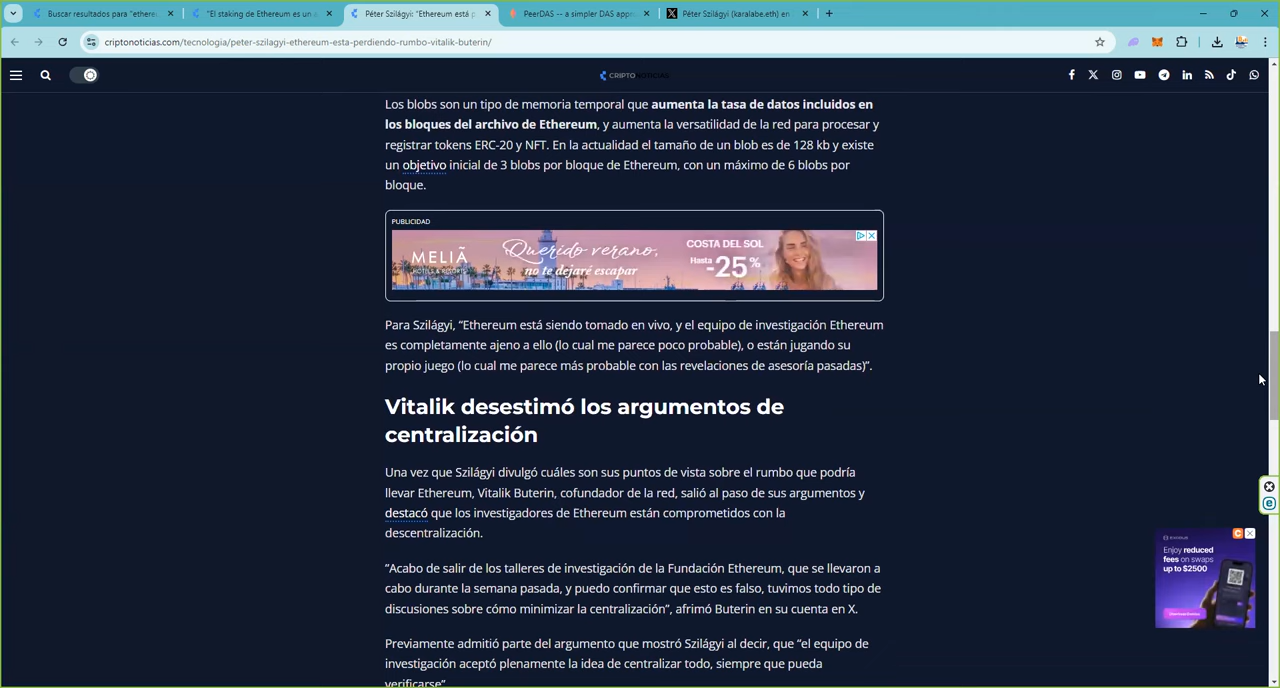 Buscar resultados para "ethere
"El staking de Ethereum es un
Péter Szilágyi: "Ethereum está p
PeerDAS -- a simpler DAS appr
Péter Szilágyi (karalabe.eth) en
criptonoticias.com/tecnologia/peter-szilagyi-ethereum-esta-perdiendo-rumbo-vitalik-buterin/
CRIPTONOTICIAS
Los blobs son un tipo de memoria temporal que aumenta la tasa de datos incluidos en
los bloques del archivo de Ethereum, y aumenta la versatilidad de la red para procesar y
registrar tokens ERC-20 y NFT. En la actualidad el tamaño de un blob es de 128 kb y existe
un objetivo inicial de 3 blobs por bloque de Ethereum, con un máximo de 6 blobs por
bloque.
PUBLICIDAD
MELIÃ
HOTELS & RESORTS
Querido verano,
no te dejaré escapar
COSTA DEL SOL
Hasta -25%
Para Szilágyi, “Ethereum está siendo tomado en vivo, y el equipo de investigación Ethereum
es completamente ajeno a ello (lo cual me parece poco probable), o están jugando su
propio juego (lo cual me parece más probable con las revelaciones de asesoría pasadas)”.
Vitalik desestimó los argumentos de
centralización
Una vez que Szilágyi divulgó cuáles son sus puntos de vista sobre el rumbo que podría
llevar Ethereum, Vitalik Buterin, cofundador de la red, salió al paso de sus argumentos y
destacó que los investigadores de Ethereum están comprometidos con la
descentralización.
”Acabo de salir de los talleres de investigación de la Fundación Ethereum, que se llevaron a
cabo durante la semana pasada, y puedo confirmar que esto es falso, tuvimos todo tipo de
discusiones sobre cómo minimizar la centralización”, afirmó Buterin en su cuenta en X.
Enjoy reduced
fees on swaps
up to $2500
Previamente admitió parte del argumento que mostró Szilágyi al decir, que “el equipo de
investigación aceptó plenamente la idea de centralizar todo, siempre que pueda
verificarse”